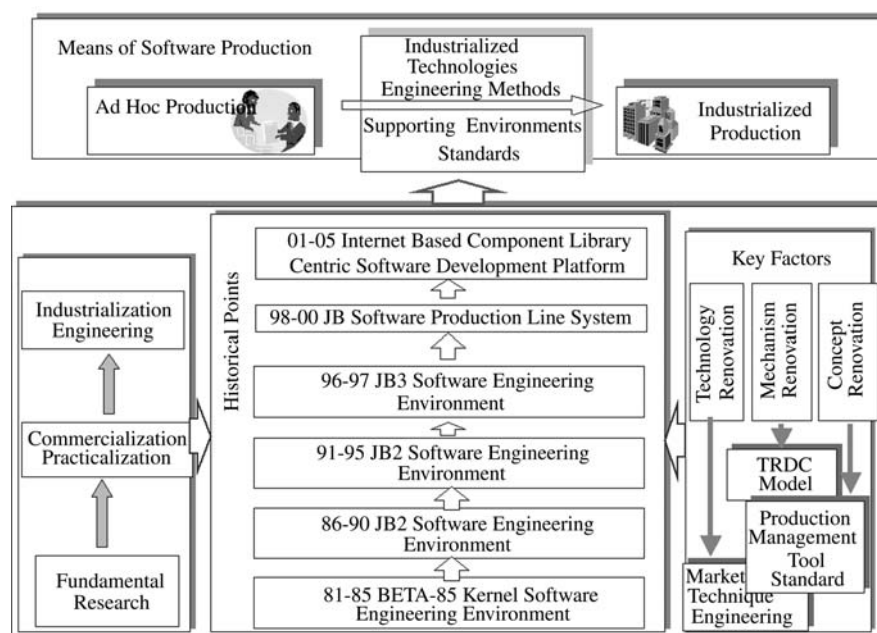 Means of Software Production
Ad Hoc Production
Industrialized
Technologies
Engineering Methods
Supporting Environments
Standards
Industrialized
Production
Industrialization
Engineering
Commercialization
Practicalization
Fundamental
Research
Historical Points
01-05 Internet Based Component Library
Centric Software Development Platform
98-00 JB Software Production Line System
96-97 JB3 Software Engineering
Environment
91-95 JB2 Software Engineering
Environment
86-90 JB2 Software Engineering
Environment
81-85 BETA-85 Kernel Software
Engineering Environment
Key Factors
Technology
Renovation
Mechanism
Renovation
Concept
Renovation
TRDC
Model
Production
Management
Tool
Standard
Market
Technique
Engineering